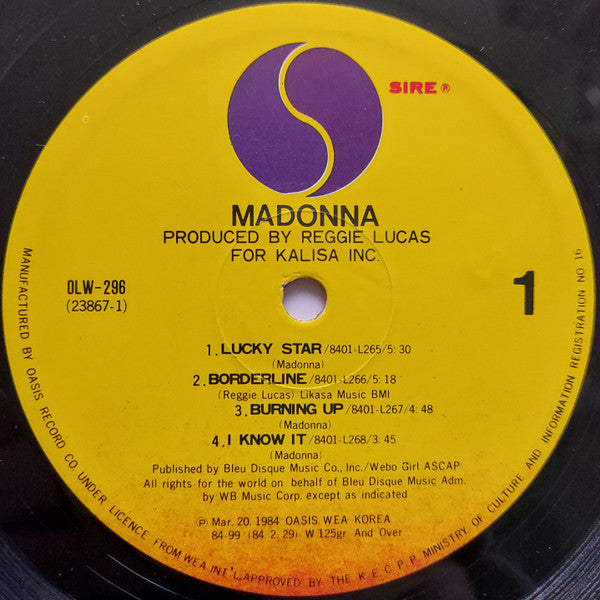 SIRE®
MADONNA
PRODUCED BY REGGIE LUCAS
FOR KALISA INC.
OLW-296
(23867-1)
1
1. LUCKY STAR/8401-L265/5:30
(Madonna)
2. BORDERLINE/8401-L266/5:18
(Reggie Lucas) Likasa Music BMI
3. BURNING UP/8401-L267/4:48
(Madonna)
4. I KNOW IT/8401-L268/3:45
(Madonna)
Published by Bleu Disque Music Co., Inc./Webo Girl ASCAP
All rights for the world on behalf of Bleu Disque Music Adm.
by WB Music Corp. except as indicated
℗ Mar. 20. 1984 OASIS, WEA KOREA
84-99 (84. 2. 29) W 125gr And Over
MANUFACTURED BY OASIS RECORD CO. UNDER LICENCE FROM WEA INT'L, APPROVED BY THE K.E.C.P.P. MINISTRY OF CULTURE AND INFORMATION REGISTRATION NO. 16